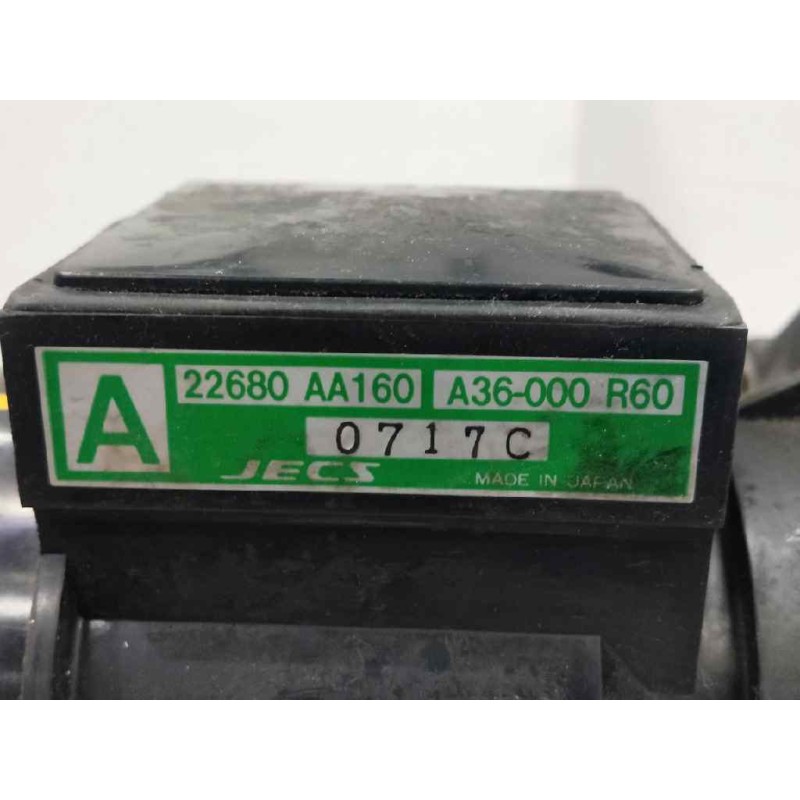 A 22680 AA160 A36-000 R60
0717C
JECS MADE IN JAPAN